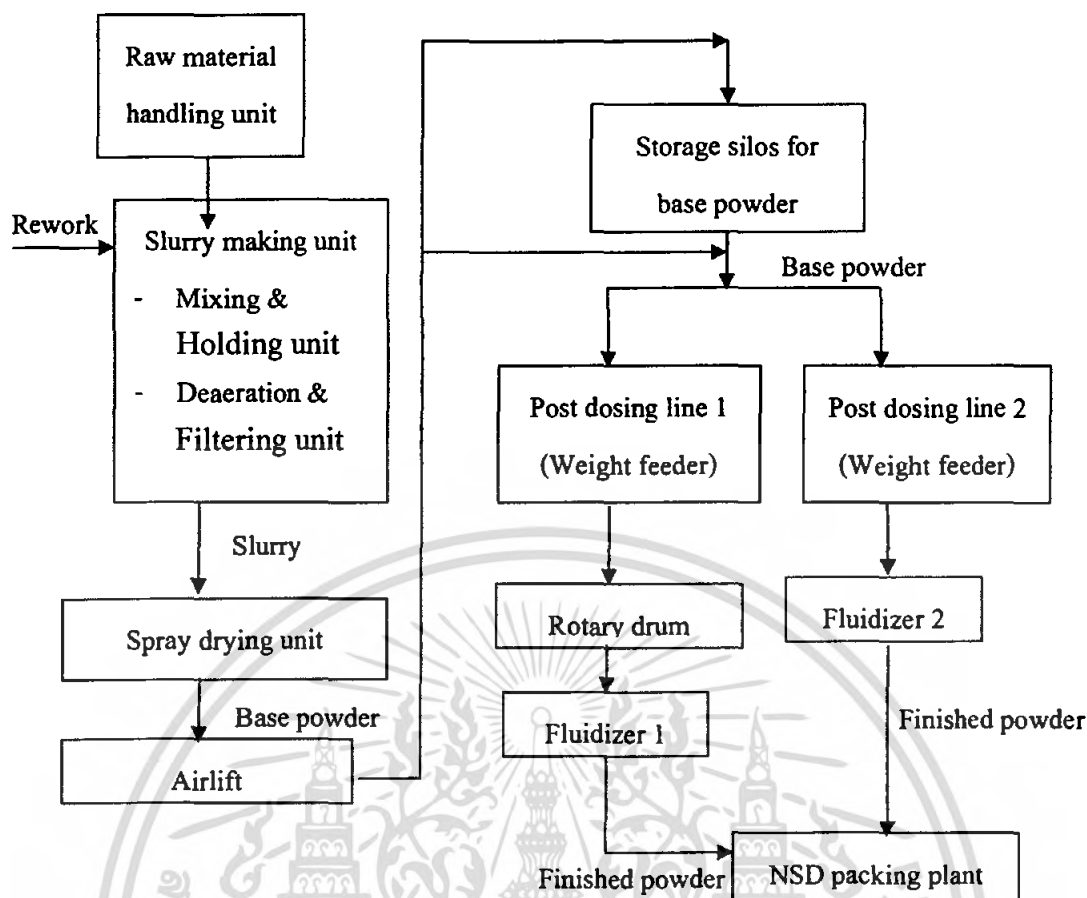 Raw material
handling unit
Rework
Slurry making unit
- Mixing &
Holding unit
- Deaeration &
Filtering unit
Slurry
Spray drying unit
Base powder
Airlift
Storage silos for
base powder
Base powder
Post dosing line 1
(Weight feeder)
Post dosing line 2
(Weight feeder)
Rotary drum
Fluidizer 1
Fluidizer 2
Finished powder
Finished powder
NSD packing plant